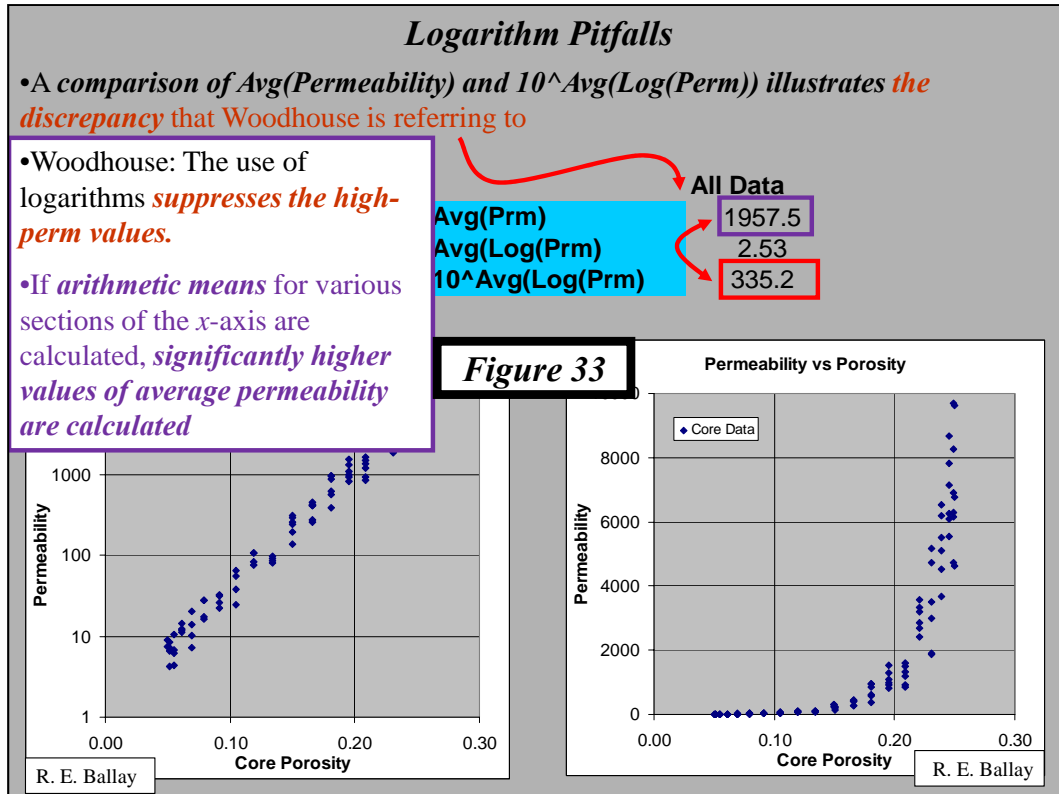 Logarithm Pitfalls
•A comparison of Avg(Permeability) and 10^Avg(Log(Perm)) illustrates the
discrepancy that Woodhouse is referring to
•Woodhouse: The use of
logarithms suppresses the high-
perm values.
•If arithmetic means for various
sections of the x-axis are
calculated, significantly higher
values of average permeability
are calculated
All Data
Avg(Prm) 1957.5
Avg(Log(Prm) 2.53
10^Avg(Log(Prm) 335.2
Figure 33
1000
100
10
1
Permeability
0.00 0.10 0.20 0.30
Core Porosity
R. E. Ballay
Permeability vs Porosity
Core Data
8000
6000
4000
2000
0
Permeability
0.00 0.10 0.20 0.30
Core Porosity
R. E. Ballay